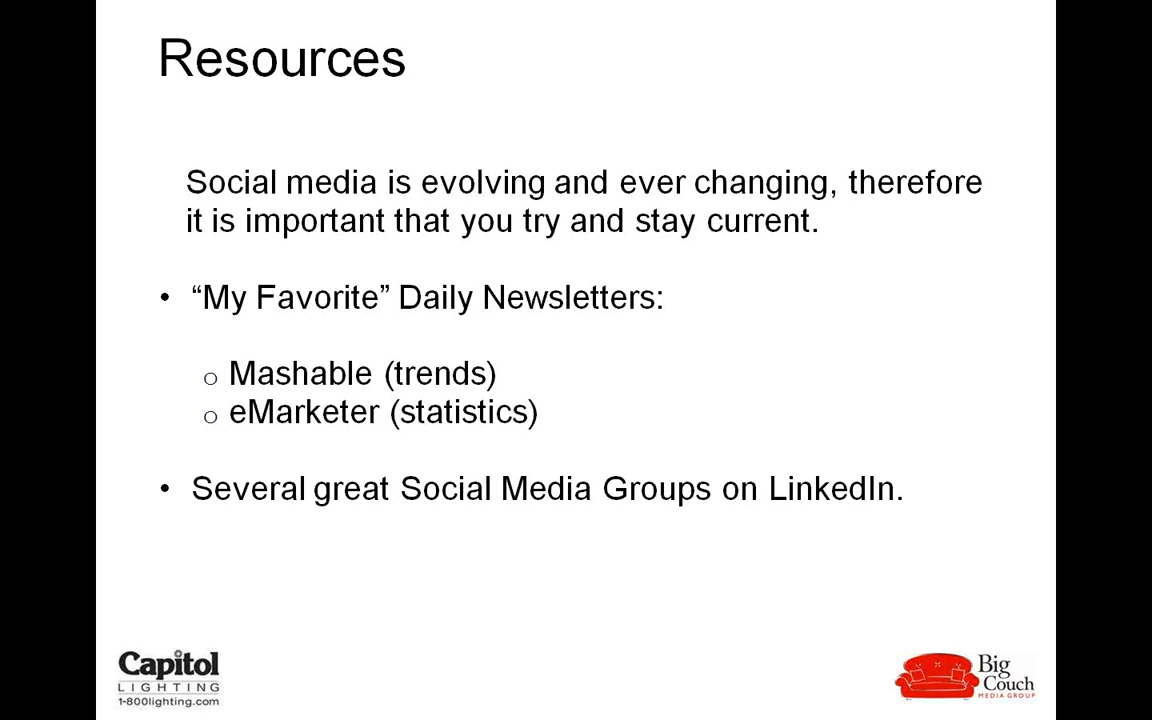 Resources
Social media is evolving and ever changing, therefore
it is important that you try and stay current.
• “My Favorite” Daily Newsletters:
o Mashable (trends)
o eMarketer (statistics)
• Several great Social Media Groups on LinkedIn.
Capitol
LIGHTING
1-800lighting.com
Big
Couch
MEDIA GROUP